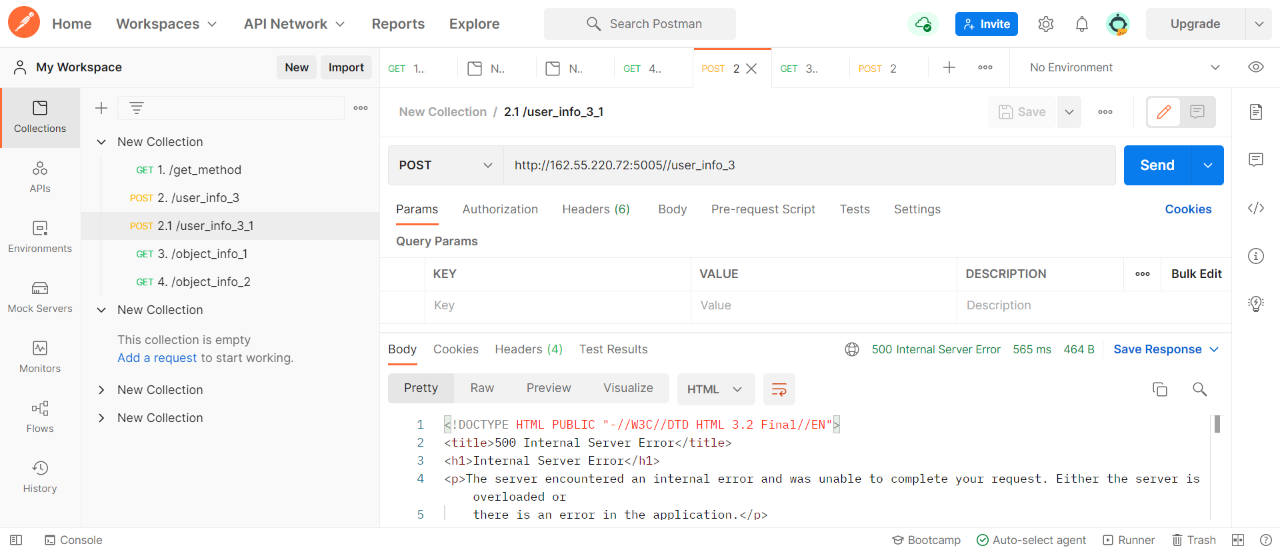 Home Workspaces API Network Reports Explore Search Postman Invite Upgrade
My Workspace New Import GET 1.. N.. N.. GET 4.. POST 2 GET 3.. POST 2 No Environment
Collections
APIs
Environments
Mock Servers
Monitors
Flows
History
New Collection
GET 1. /get_method
POST 2. /user_info_3
POST 2.1 /user_info_3_1
GET 3. /object_info_1
GET 4. /object_info_2
New Collection
This collection is empty
Add a request to start working.
New Collection
New Collection
New Collection / 2.1 /user_info_3_1 Save
POST http://162.55.220.72:5005//user_info_3 Send
Params Authorization Headers (6) Body Pre-request Script Tests Settings Cookies
Query Params
KEY VALUE DESCRIPTION Bulk Edit
Key Value Description
Body Cookies Headers (4) Test Results 500 Internal Server Error 565 ms 464 B Save Response
Pretty Raw Preview Visualize HTML
1 <!DOCTYPE HTML PUBLIC "-//W3C//DTD HTML 3.2 Final//EN">
2 <title>500 Internal Server Error</title>
3 <h1>Internal Server Error</h1>
4 <p>The server encountered an internal error and was unable to complete your request. Either the server is
overloaded or
5 there is an error in the application.</p>
Console Bootcamp Auto-select agent Runner Trash